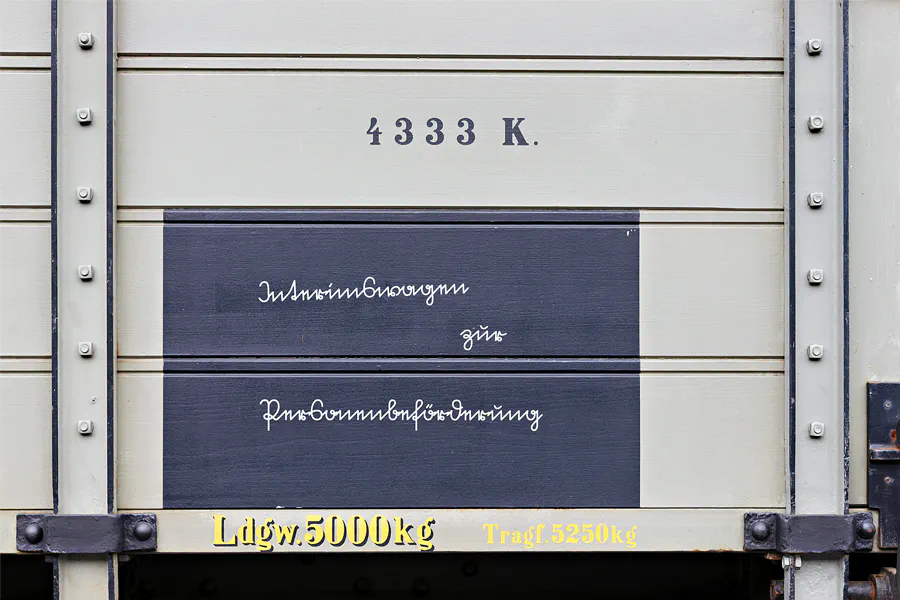 4333 K.
Interimswagen
zur
Personenbeförderung
Ldgw.5000kg Tragf.5250kg